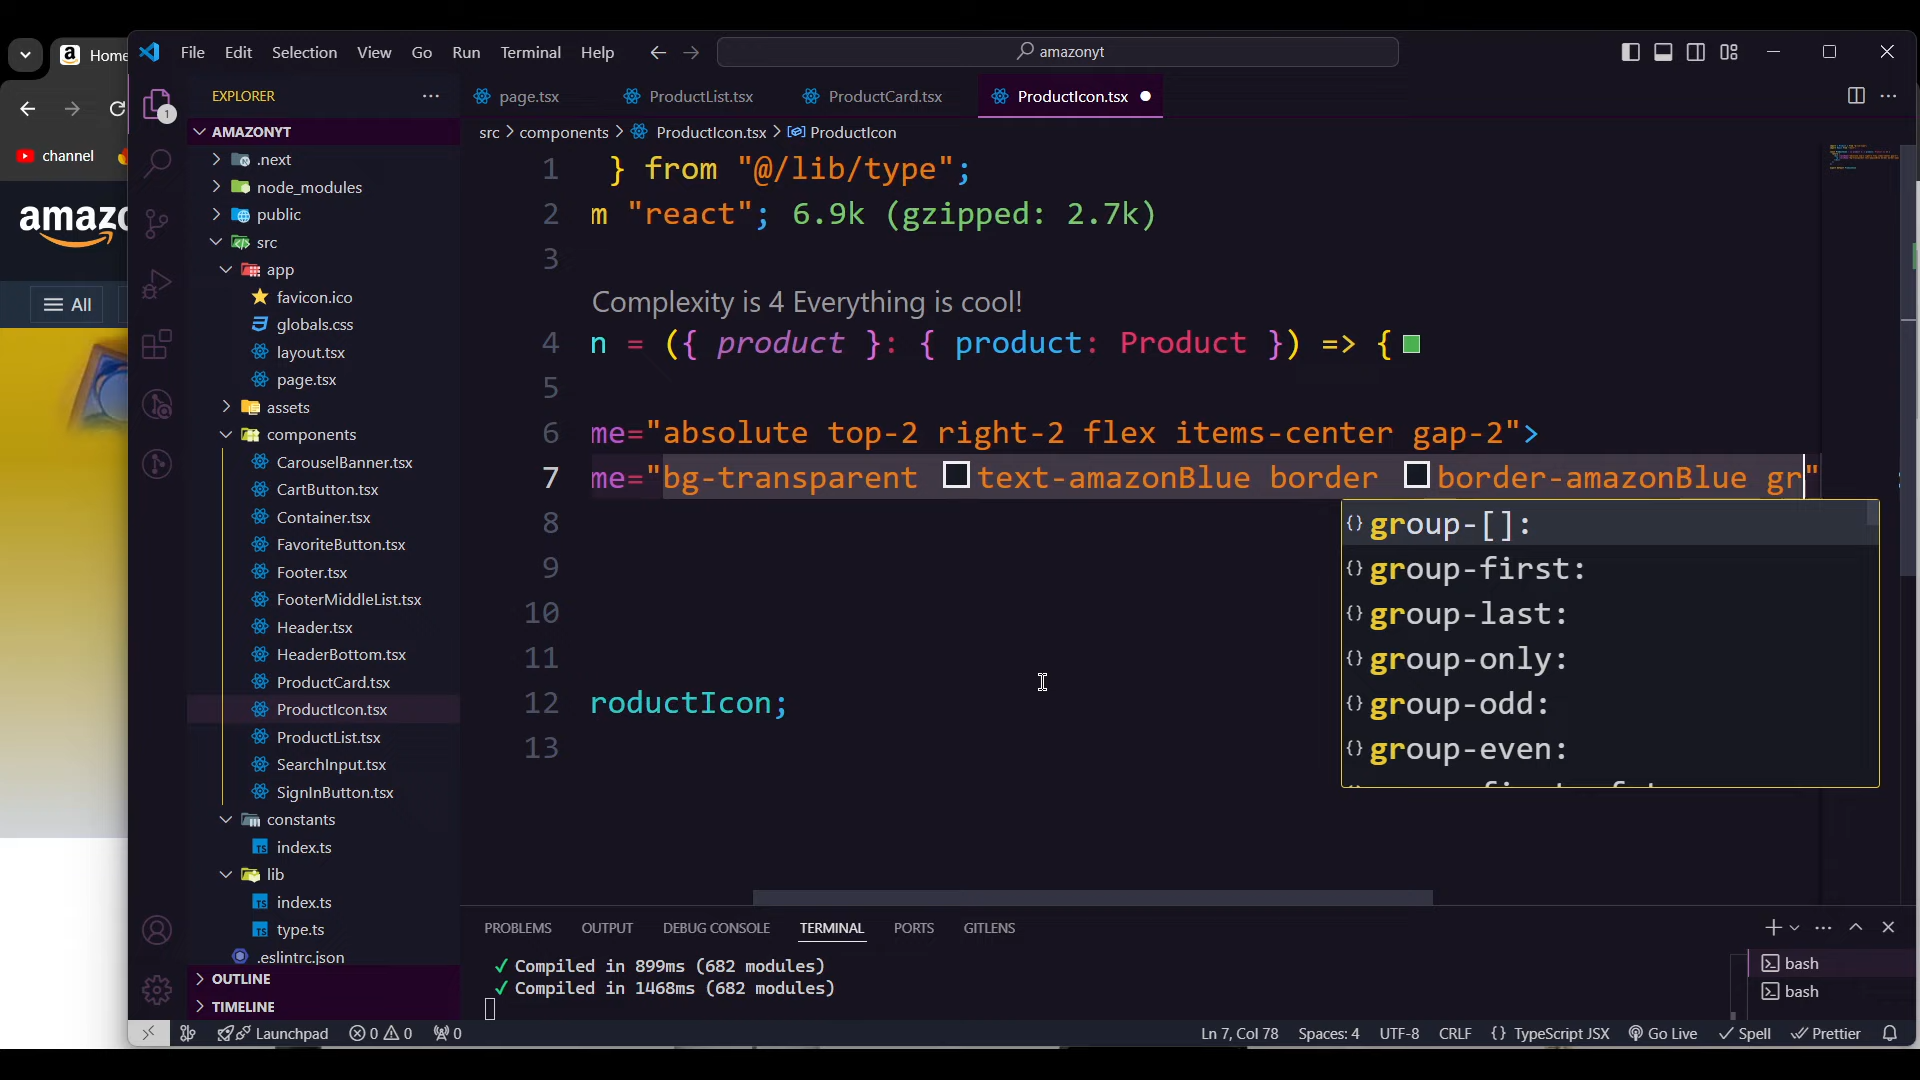 Home
File Edit Selection View Go Run Terminal Help
amazonyt
channel
amazo
All
1
EXPLORER
AMAZONYT
.next
node_modules
public
src
app
favicon.ico
globals.css
layout.tsx
page.tsx
assets
components
CarouselBanner.tsx
CartButton.tsx
Container.tsx
FavoriteButton.tsx
Footer.tsx
FooterMiddleList.tsx
Header.tsx
HeaderBottom.tsx
ProductCard.tsx
ProductIcon.tsx
ProductList.tsx
SearchInput.tsx
SignInButton.tsx
constants
index.ts
lib
index.ts
type.ts
.eslintrc.json
OUTLINE
TIMELINE
page.tsx ProductList.tsx ProductCard.tsx ProductIcon.tsx
src > components > ProductIcon.tsx > ProductIcon
1 } from "@/lib/type";
2 m "react"; 6.9k (gzipped: 2.7k)
3
Complexity is 4 Everything is cool!
4 n = ({ product }: { product: Product }) => {
5
6 me="absolute top-2 right-2 flex items-center gap-2">
7 me="bg-transparent text-amazonBlue border border-amazonBlue gr"
8
9
10
11
12 roductIcon;
13
group-[]:
group-first:
group-last:
group-only:
group-odd:
group-even:
PROBLEMS OUTPUT DEBUG CONSOLE TERMINAL PORTS GITLENS
✓ Compiled in 899ms (682 modules)
✓ Compiled in 1468ms (682 modules)
bash
bash
Launchpad 0 0 0 Ln 7, Col 78 Spaces: 4 UTF-8 CRLF {} TypeScript JSX Go Live Spell Prettier